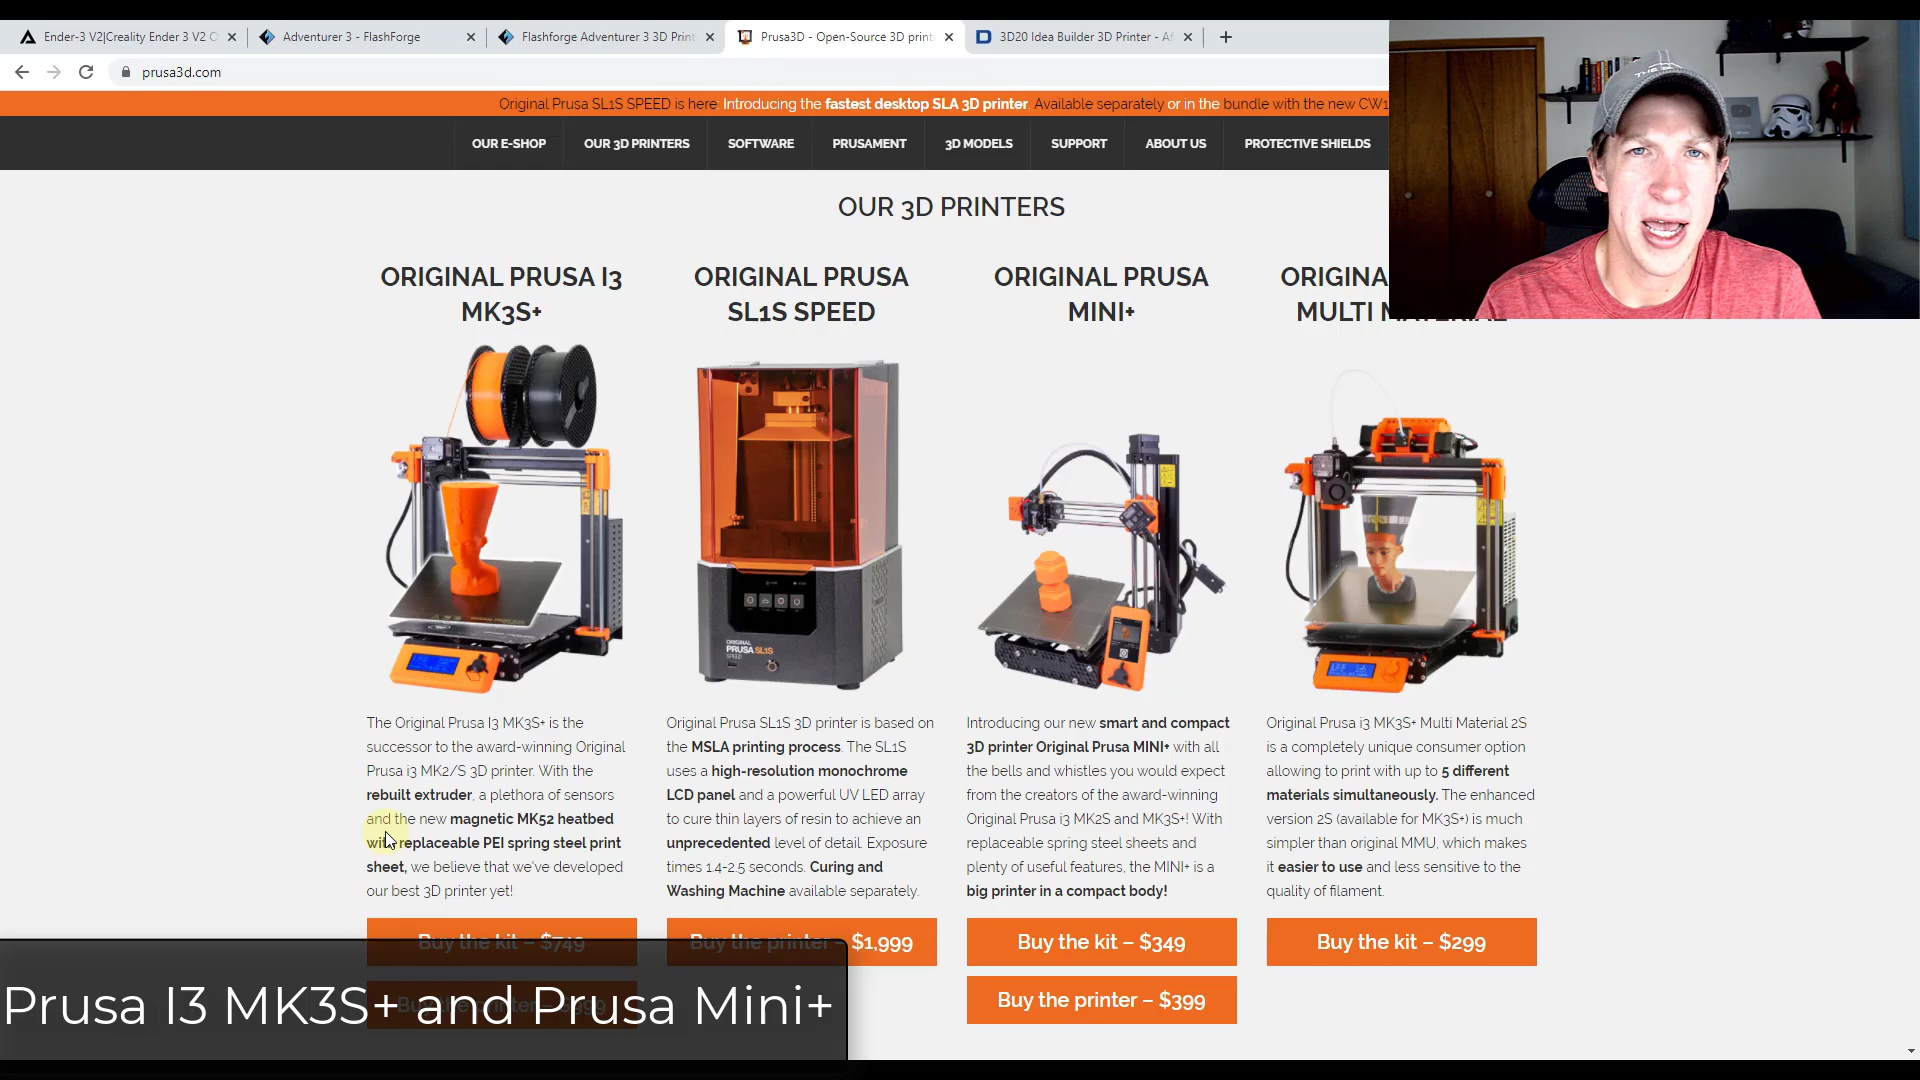 Ender-3 V2|Creality Ender 3 V2 O
Adventurer 3 - FlashForge
Flashforge Adventurer 3 3D Print
Prusa3D - Open-Source 3D print
3D20 Idea Builder 3D Printer - Af
prusa3d.com
Original Prusa SL1S SPEED is here. Introducing the fastest desktop SLA 3D printer. Available separately or in the bundle with the new CW1
OUR E-SHOP
OUR 3D PRINTERS
SOFTWARE
PRUSAMENT
3D MODELS
SUPPORT
ABOUT US
PROTECTIVE SHIELDS
OUR 3D PRINTERS
ORIGINAL PRUSA I3
MK3S+
The Original Prusa I3 MK3S+ is the
successor to the award-winning Original
Prusa i3 MK2/S 3D printer. With the
rebuilt extruder, a plethora of sensors
and the new magnetic MK52 heatbed
with replaceable PEI spring steel print
sheet, we believe that we've developed
our best 3D printer yet!
Buy the kit – $749
Buy the printer – $999
ORIGINAL PRUSA
SL1S SPEED
ORIGINAL
PRUSA SL1S
SPEED
Original Prusa SL1S 3D printer is based on
the MSLA printing process. The SL1S
uses a high-resolution monochrome
LCD panel and a powerful UV LED array
to cure thin layers of resin to achieve an
unprecedented level of detail. Exposure
times 1.4-2.5 seconds. Curing and
Washing Machine available separately.
Buy the printer – $1,999
ORIGINAL PRUSA
MINI+
Introducing our new smart and compact
3D printer Original Prusa MINI+ with all
the bells and whistles you would expect
from the creators of the award-winning
Original Prusa i3 MK2S and MK3S+! With
replaceable spring steel sheets and
plenty of useful features, the MINI+ is a
big printer in a compact body!
Buy the kit – $349
Buy the printer – $399
ORIGINAL
MULTI MATERIAL
Original Prusa i3 MK3S+ Multi Material 2S
is a completely unique consumer option
allowing to print with up to 5 different
materials simultaneously. The enhanced
version 2S (available for MK3S+) is much
simpler than original MMU, which makes
it easier to use and less sensitive to the
quality of filament.
Buy the kit – $299
Prusa I3 MK3S+ and Prusa Mini+